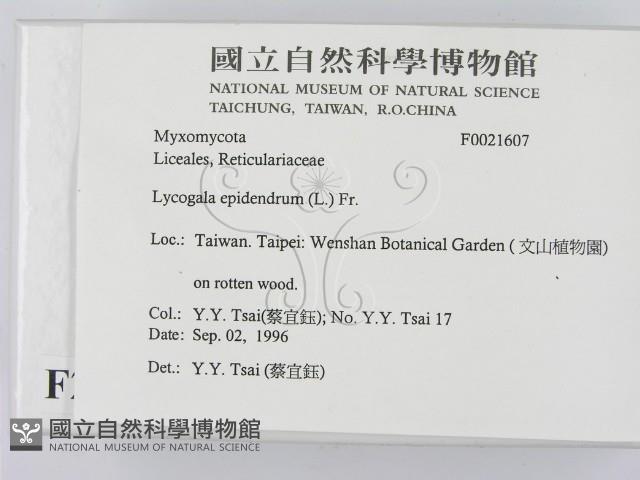 國立自然科學博物館
NATIONAL MUSEUM OF NATURAL SCIENCE
TAICHUNG, TAIWAN, R.O.CHINA
Myxomycota F0021607
Liceales, Reticulariaceae
Lycogala epidendrum (L.) Fr.
Loc.: Taiwan. Taipei: Wenshan Botanical Garden ( 文山植物園)
on rotten wood.
Col.: Y.Y. Tsai(蔡宜鈺); No. Y.Y. Tsai 17
Date: Sep. 02, 1996
Det.: Y.Y. Tsai (蔡宜鈺)
國立自然科學博物館
NATIONAL MUSEUM OF NATURAL SCIENCE